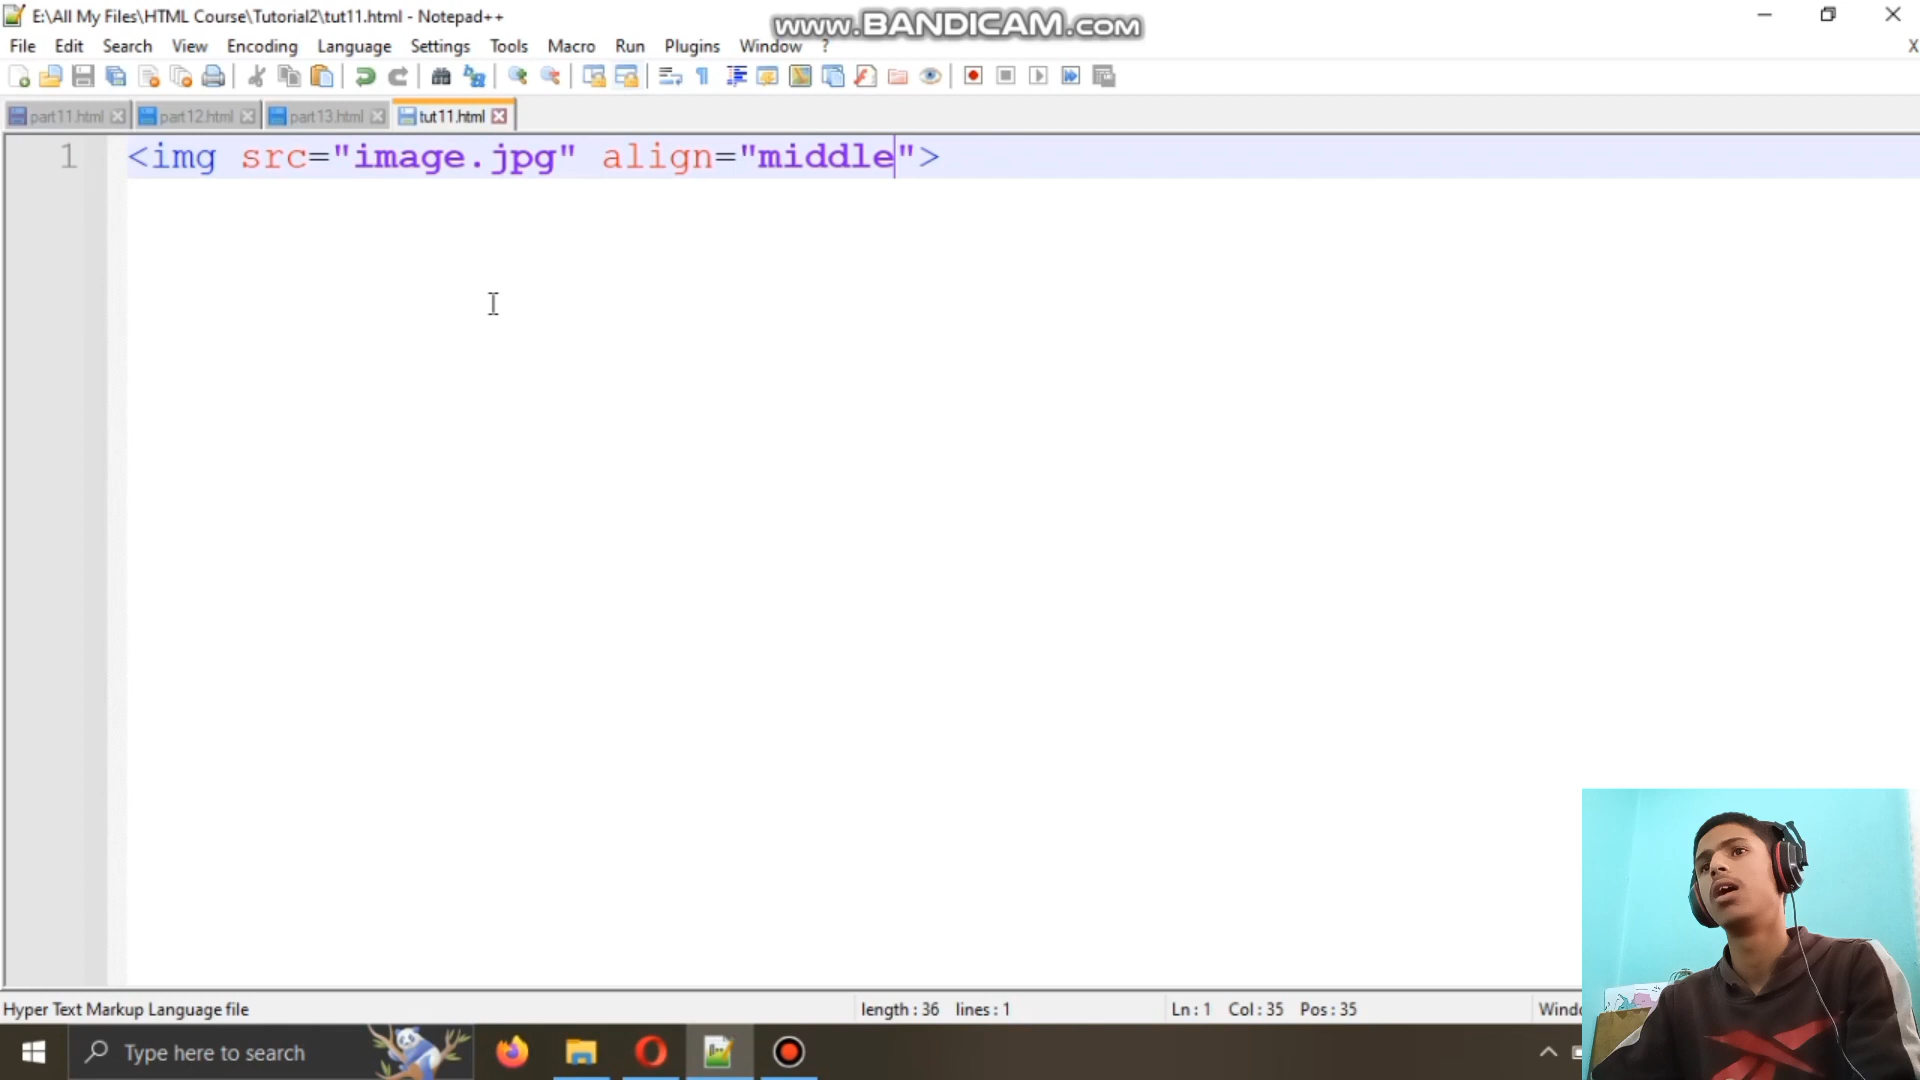 E:\All My Files\HTML Course\Tutorial2\tut11.html - Notepad++
www.BANDICAM.com
File Edit Search View Encoding Language Settings Tools Macro Run Plugins Window ?
X
part11.html part12.html part13.html tut11.html
1 <img src="image.jpg" align="middle">
Hyper Text Markup Language file length : 36 lines : 1 Ln : 1 Col : 35 Pos : 35
Type here to search